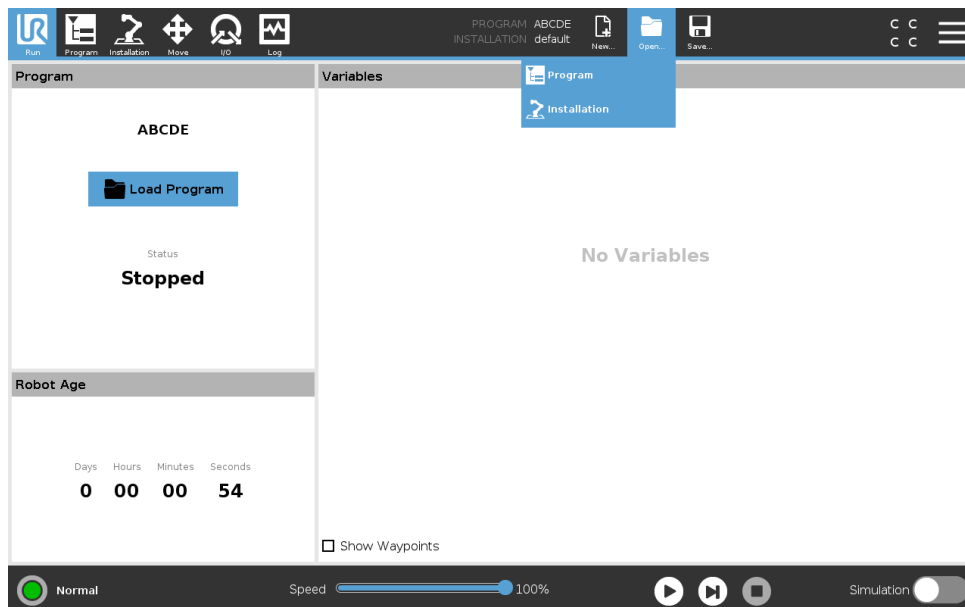 UR
Run
Program
Installation
Move
I/O
Log
PROGRAM ABCDE
INSTALLATION default
New...
Open...
Save...
C C
C C
Program
Installation
Program
ABCDE
Load Program
Status
Stopped
Variables
No Variables
Robot Age
Days Hours Minutes Seconds
0 00 00 54
Show Waypoints
Normal
Speed 100%
Simulation